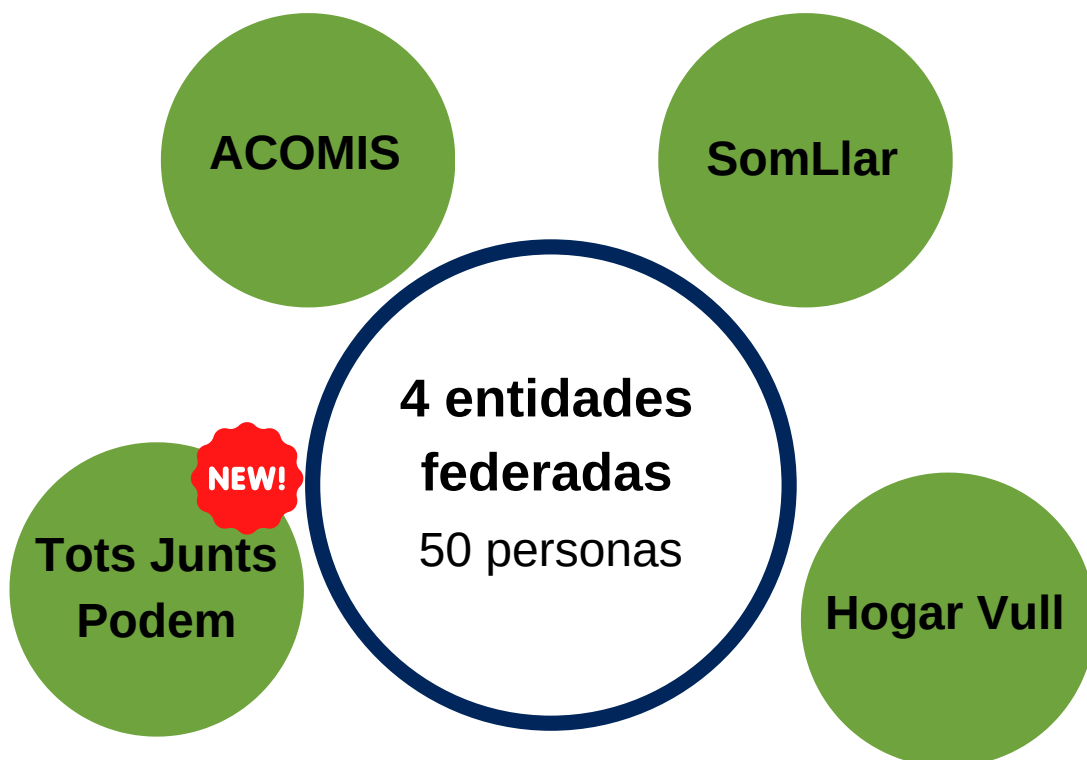 ACOMIS
SomLlar
4 entidades
federadas
50 personas
NEW!
Tots Junts
Podem
Hogar Vull